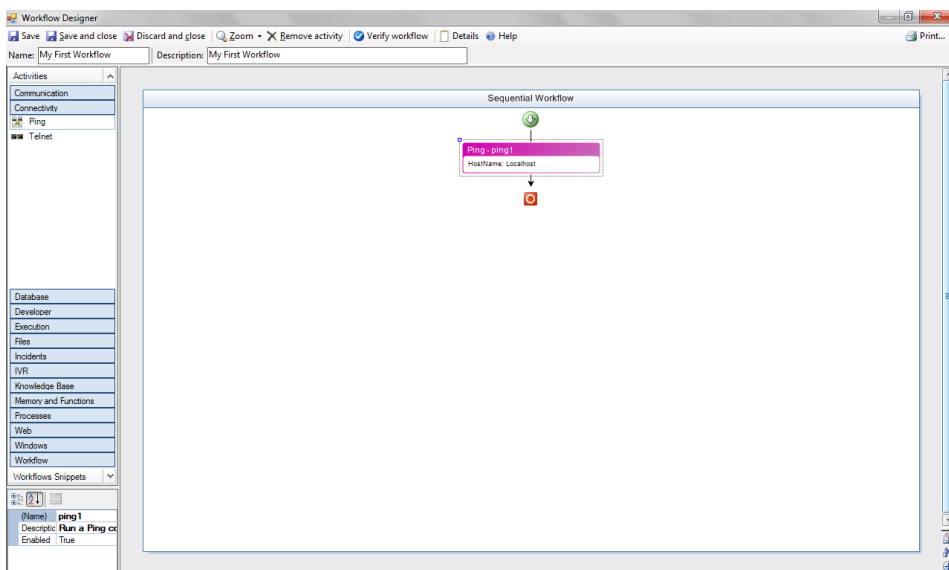 Workflow Designer
Save Save and close Discard and close Zoom Remove activity Verify workflow Details Help Print...
Name: My First Workflow Description: My First Workflow
Activities
Communication
Connectivity
Ping
Telnet
Database
Developer
Execution
Files
Incidents
IVR
Knowledge Base
Memory and Functions
Processes
Web
Windows
Workflow
Workflows Snippets
(Name) ping1
Descriptic Run a Ping cc
Enabled True
Sequential Workflow
Ping - ping1
HostName: Localhost